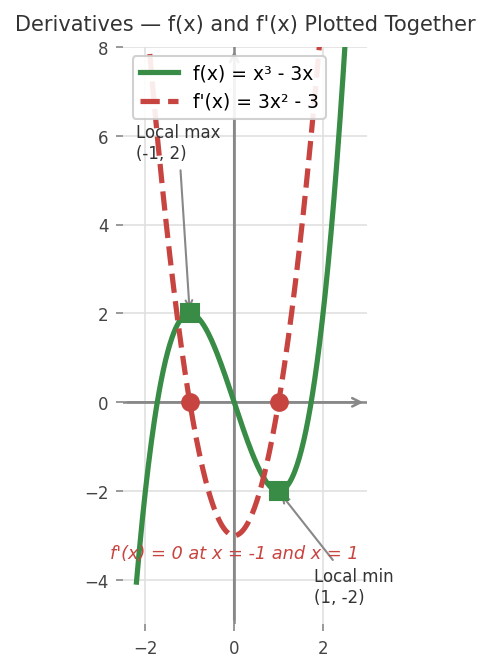 Derivatives — f(x) and f'(x) Plotted Together
f(x) = x³ - 3x
f'(x) = 3x² - 3
Local max
(-1, 2)
f'(x) = 0 at x = -1 and x = 1
Local min
(1, -2)
8
6
4
2
0
−2
−4
−2
0
2